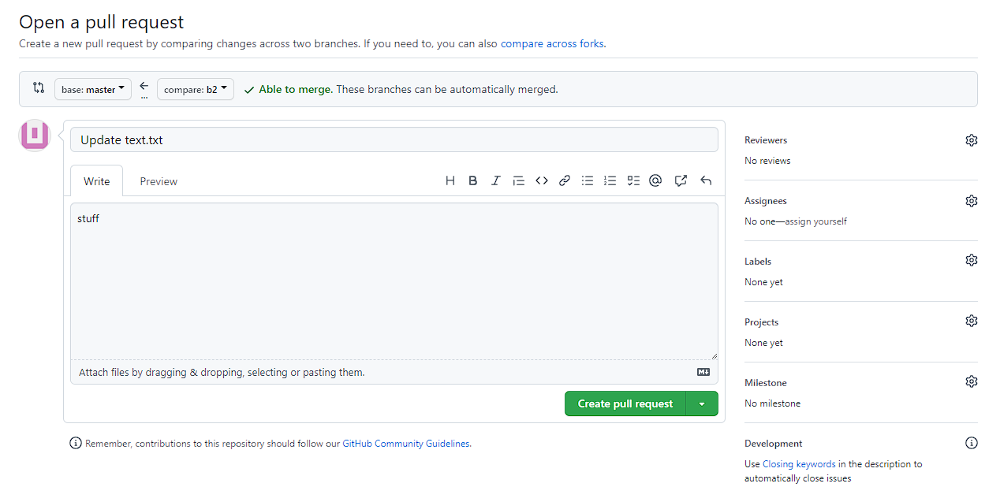 Open a pull request
Create a new pull request by comparing changes across two branches. If you need to, you can also compare across forks.
base: master
...
compare: b2
Able to merge. These branches can be automatically merged.
Update text.txt
Write Preview
stuff
Attach files by dragging & dropping, selecting or pasting them.
Create pull request
Remember, contributions to this repository should follow our GitHub Community Guidelines.
Reviewers
No reviews
Assignees
No one—assign yourself
Labels
None yet
Projects
None yet
Milestone
No milestone
Development
Use Closing keywords in the description to
automatically close issues